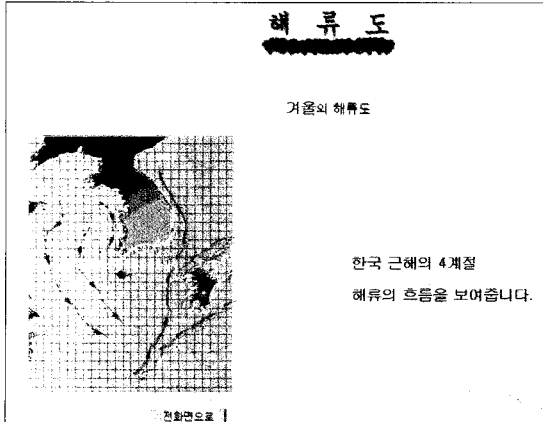 해 류 도
겨울의 해류도
한국 근해의 4계절
해류의 흐름을 보여줍니다.
전화면으로